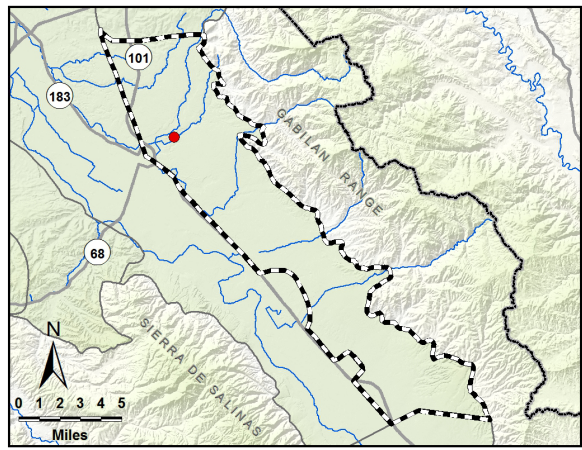 101
183
GABILAN RANGE
68
SIERRA DE SALINAS
N
0 1 2 3 4 5
Miles